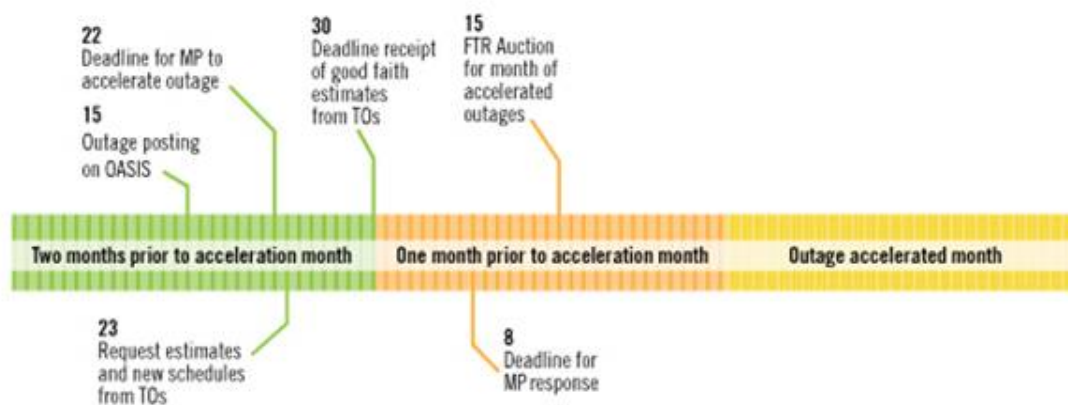 22
Deadline for MP to
accelerate outage
15
Outage posting
on OASIS
30
Deadline receipt
of good faith
estimates
from TOs
15
FTR Auction
for month of
accelerated
outages
Two months prior to acceleration month
One month prior to acceleration month
Outage accelerated month
23
Request estimates
and new schedules
from TOs
8
Deadline for
MP response